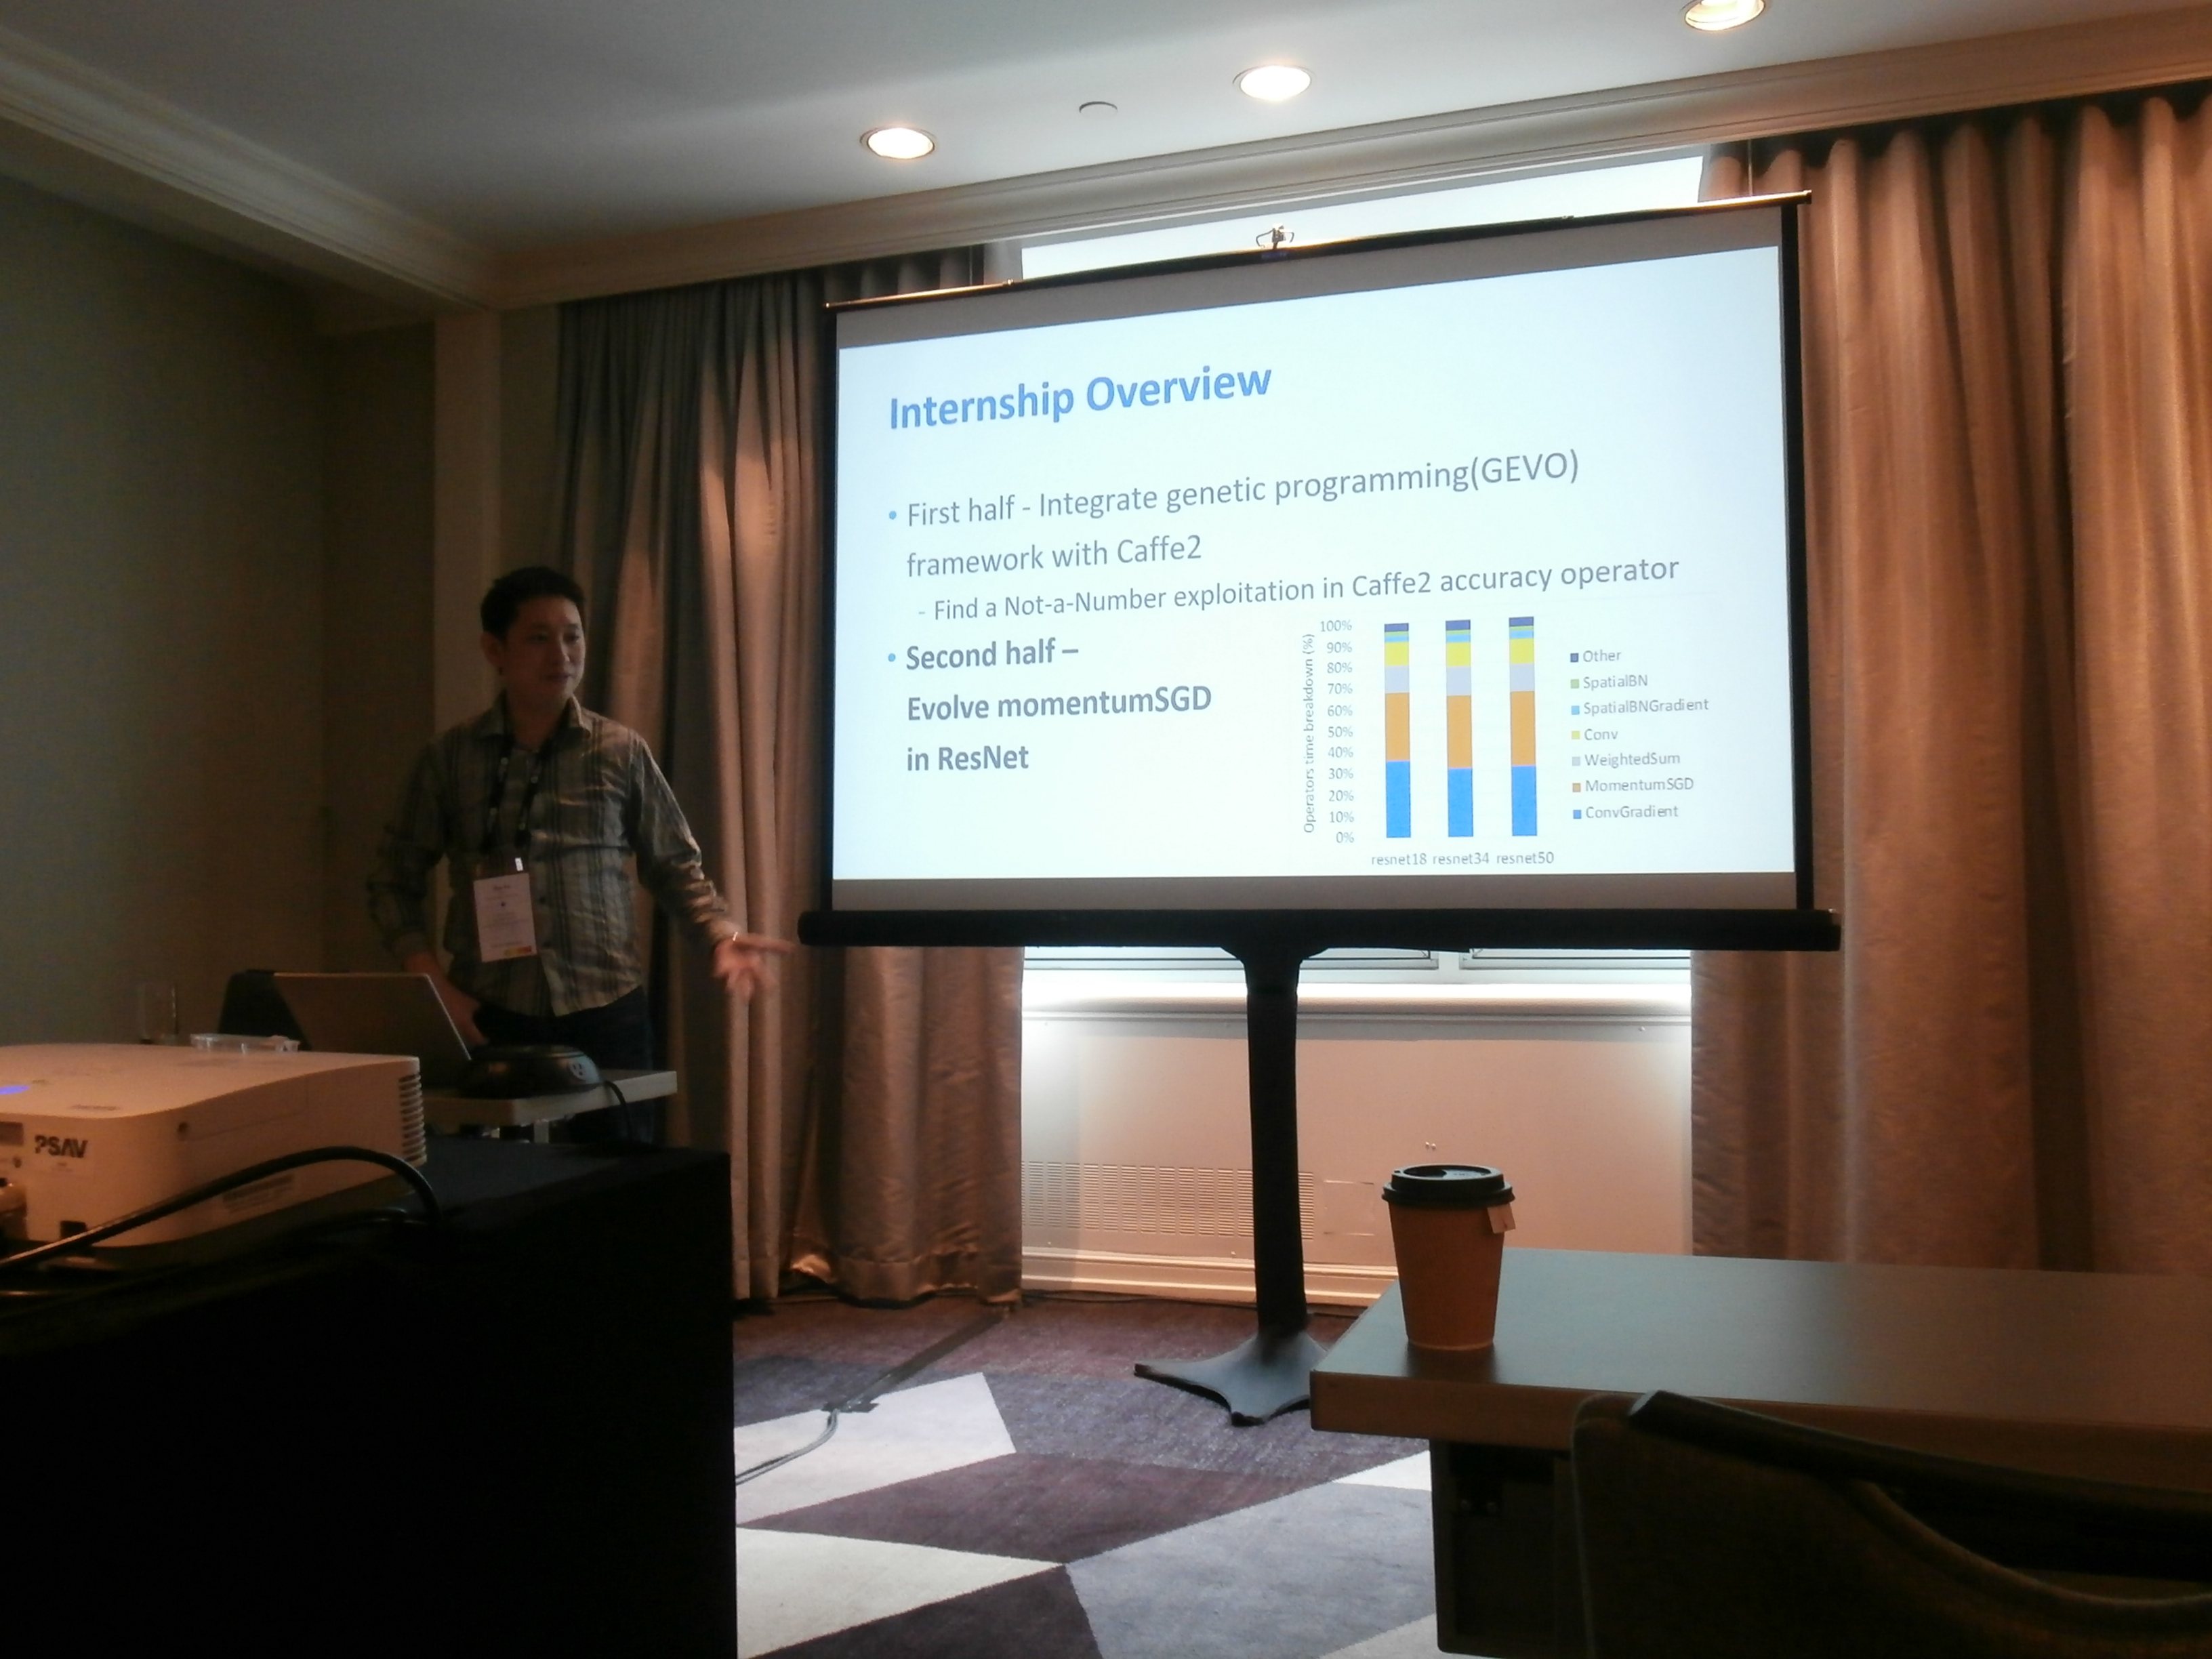 Internship Overview
• First half - Integrate genetic programming(GEVO)
framework with Caffe2
- Find a Not-a-Number exploitation in Caffe2 accuracy operator
• Second half –
Evolve momentumSGD
in ResNet
Operators time breakdown (%)
100%
90%
80%
70%
60%
50%
40%
30%
20%
10%
0%
resnet18 resnet34 resnet50
Other
SpatialBN
SpatialBNGradient
Conv
WeightedSum
MomentumSGD
ConvGradient
PSAV